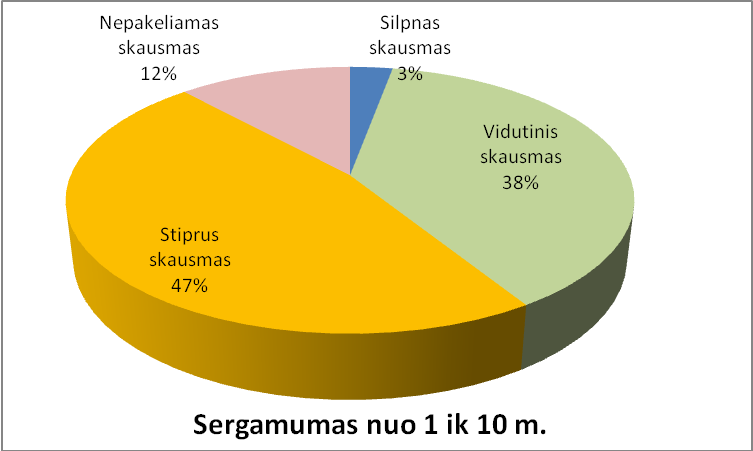 Nepakeliamas
skausmas
12%
Silpnas
skausmas
3%
Vidutinis
skausmas
38%
Stiprus
skausmas
47%
Sergamumas nuo 1 ik 10 m.